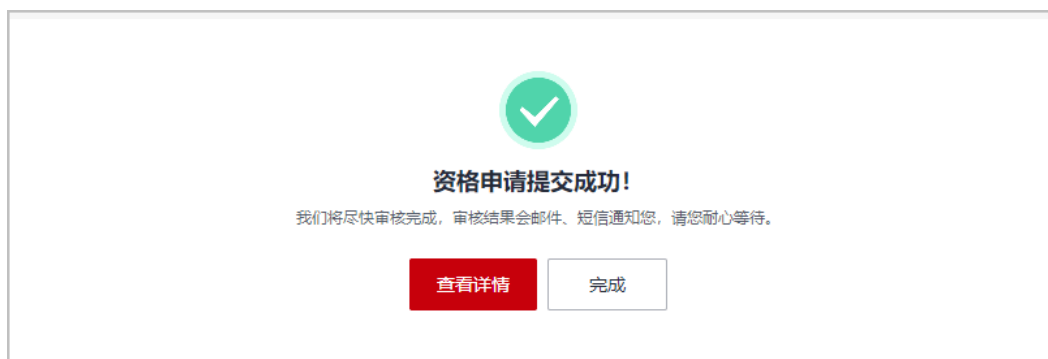 资格申请提交成功！
我们将尽快审核完成，审核结果会邮件、短信通知您，请您耐心等待。
查看详情
完成